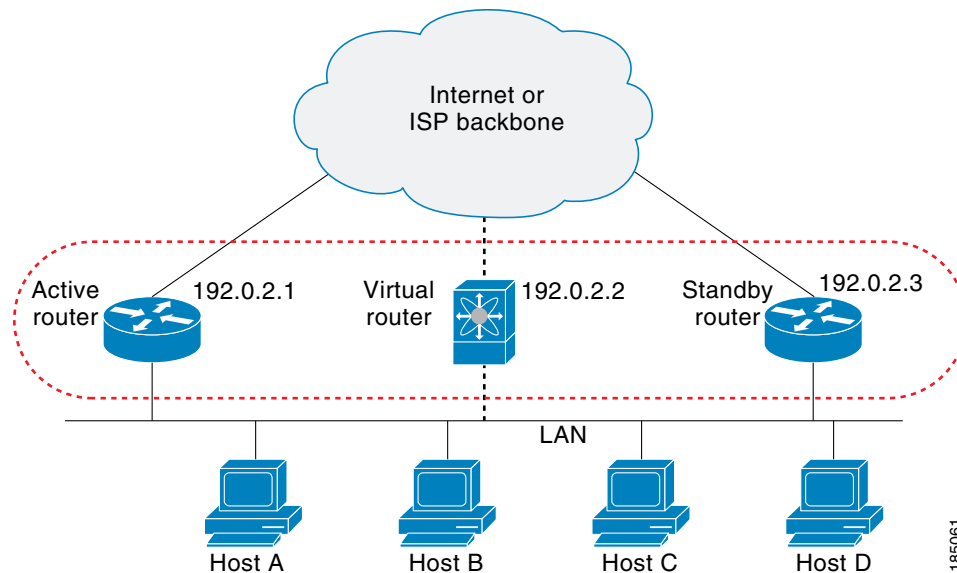 Internet or
ISP backbone
Active
router
192.0.2.1
Virtual
router
192.0.2.2
Standby
router
192.0.2.3
LAN
Host A
Host B
Host C
Host D
185061